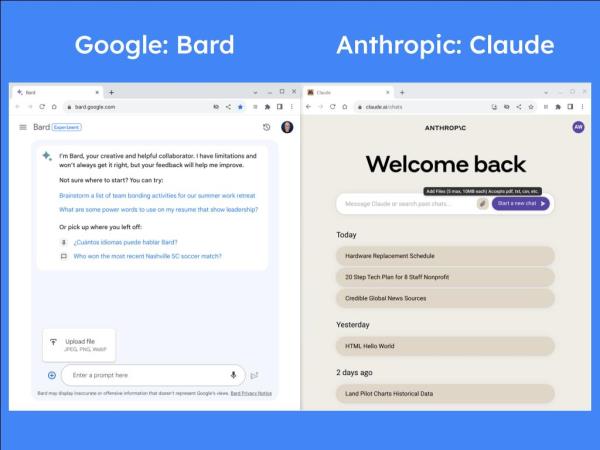 Google: Bard
Anthropic: Claude
Bard
bard.google.com
Bard Experiment
I'm Bard, your creative and helpful collaborator. I have limitations and
won't always get it right, but your feedback will help me improve.
Not sure where to start? You can try:
Brainstorm a list of team bonding activities for our summer work retreat
What are some power words to use on my resume that show leadership?
Or pick up where you left off:
¿Cuántos idiomas puede hablar Bard?
Who won the most recent Nashville SC soccer match?
Upload file
JPEG, PNG, WebP
Enter a prompt here
Bard may display inaccurate or offensive information that doesn't represent Google's views. Bard Privacy Notice
Claude
claude.ai/chats
ANTHROP\C
AW
Welcome back
Add Files (5 max, 10MB each) Accepts pdf, txt, csv, etc.
Message Claude or search past chats...
Start a new chat
Today
Hardware Replacement Schedule
20 Step Tech Plan for 8 Staff Nonprofit
Credible Global News Sources
Yesterday
HTML Hello World
2 days ago
Land Pilot Charts Historical Data